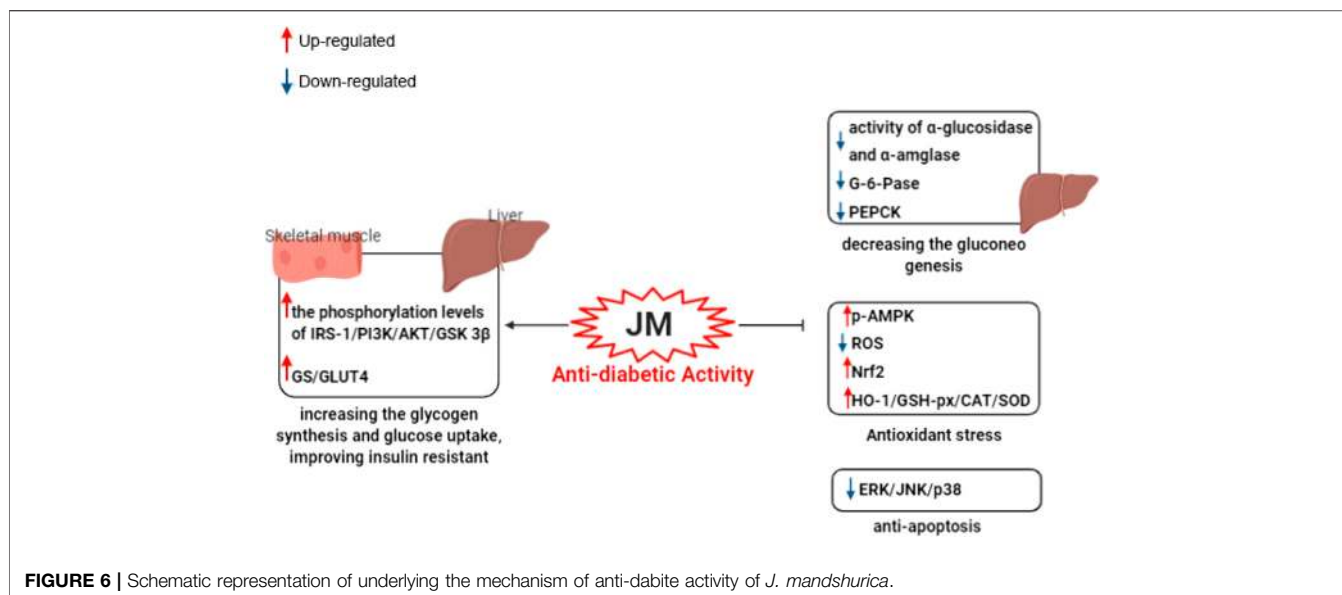 Up-regulated
Down-regulated
Skeletal muscle
Liver
the phosphorylation levels
of IRS-1/PI3K/AKT/GSK 3β
GS/GLUT4
increasing the glycogen
synthesis and glucose uptake,
improving insulin resistant
JM
Anti-diabetic Activity
activity of α-glucosidase
and α-amglase
G-6-Pase
PEPCK
decreasing the gluconeo
genesis
p-AMPK
ROS
Nrf2
HO-1/GSH-px/CAT/SOD
Antioxidant stress
ERK/JNK/p38
anti-apoptosis
FIGURE 6 | Schematic representation of underlying the mechanism of anti-dabite activity of J. mandshurica.